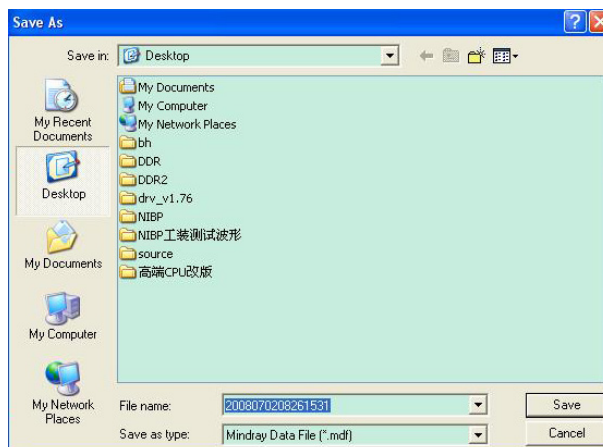 Save As
Save in:
Desktop
My Recent
Documents
Desktop
My Documents
My Computer
My Network
Places
My Documents
My Computer
My Network Places
bh
DDR
DDR2
drv_v1.76
NIBP
NIBP工装测试波形
source
高端CPU改版
File name:
2008070208261531
Save
Save as type:
Mindray Data File (*.mdf)
Cancel